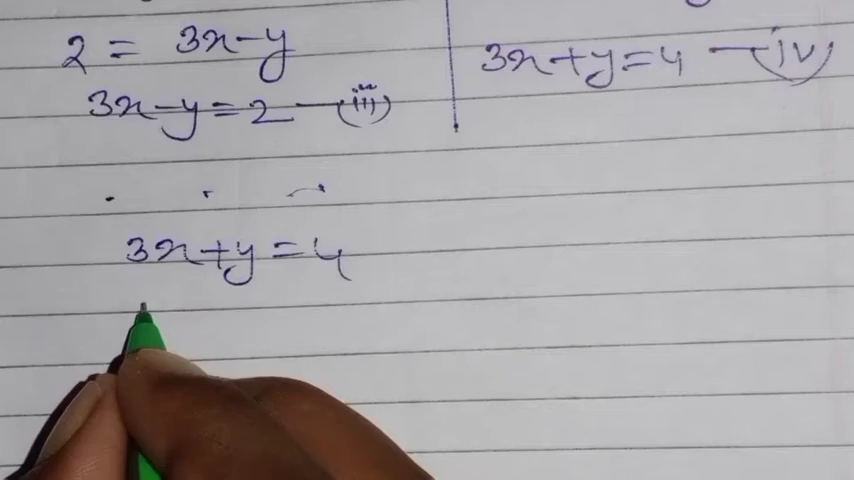 2 = 3x-y
3x-y=2 —(iii)
3x+y=4 —(iv)
3x+y=4